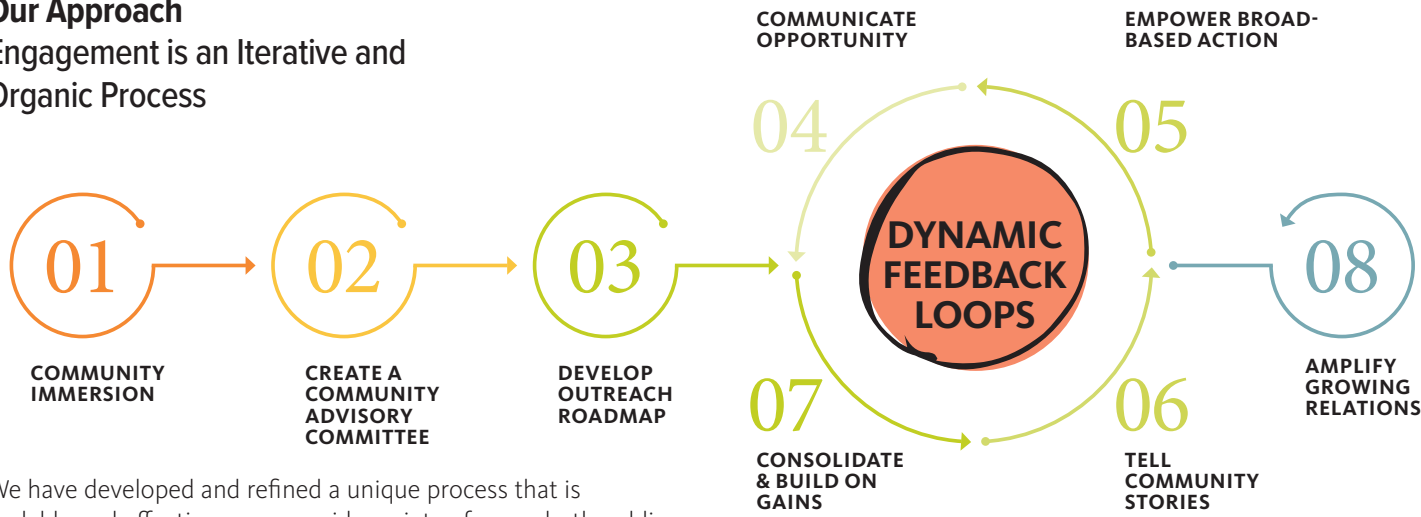 Our Approach
Engagement is an Iterative and
Organic Process
01
COMMUNITY
IMMERSION
02
CREATE A
COMMUNITY
ADVISORY
COMMITTEE
03
DEVELOP
OUTREACH
ROADMAP
COMMUNICATE
OPPORTUNITY
04
EMPOWER BROAD-
BASED ACTION
05
DYNAMIC
FEEDBACK
LOOPS
07
CONSOLIDATE
& BUILD ON
GAINS
06
TELL
COMMUNITY
STORIES
08
AMPLIFY
GROWING
RELATIONS
We have developed and refined a unique process that is